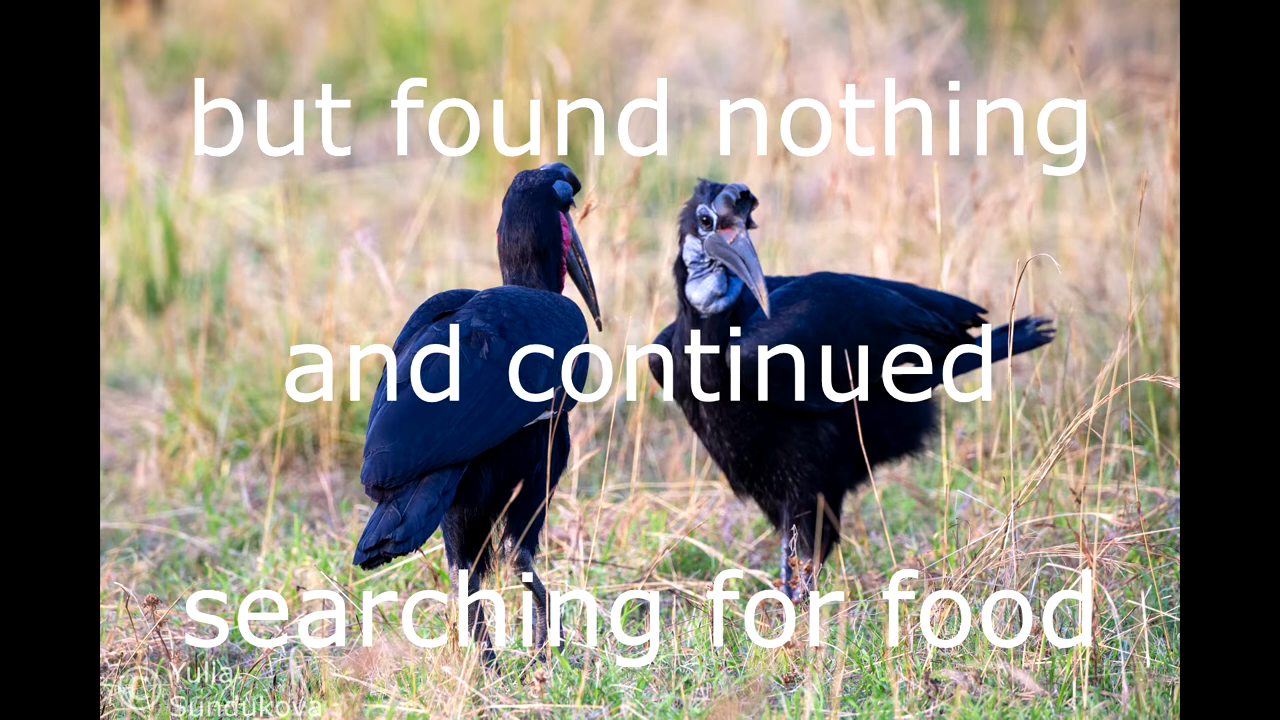 but found nothing
and continued
searching for food
Yulia
Sundukova